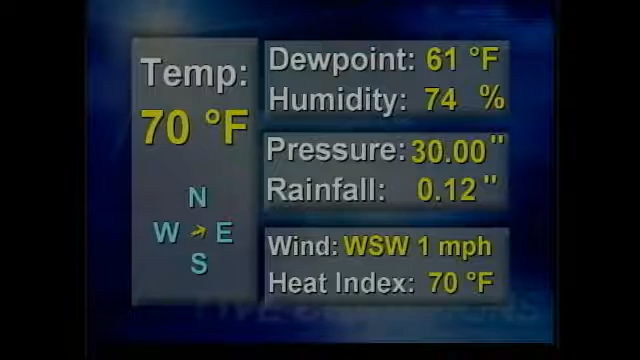 Temp:
70 °F
N
W E
S
Dewpoint: 61 °F
Humidity: 74 %
Pressure: 30.00"
Rainfall: 0.12"
Wind: WSW 1 mph
Heat Index: 70 °F